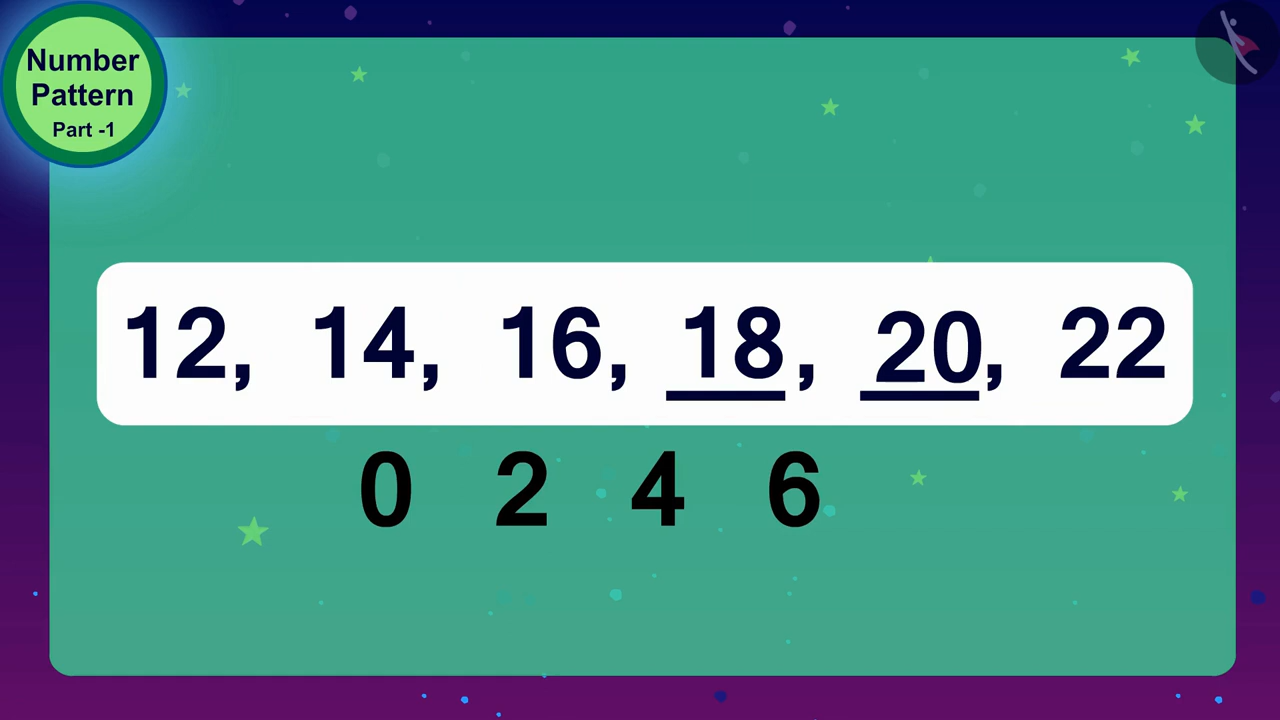 Number
Pattern
Part -1
12, 14, 16, 18, 20, 22
0 2 4 6